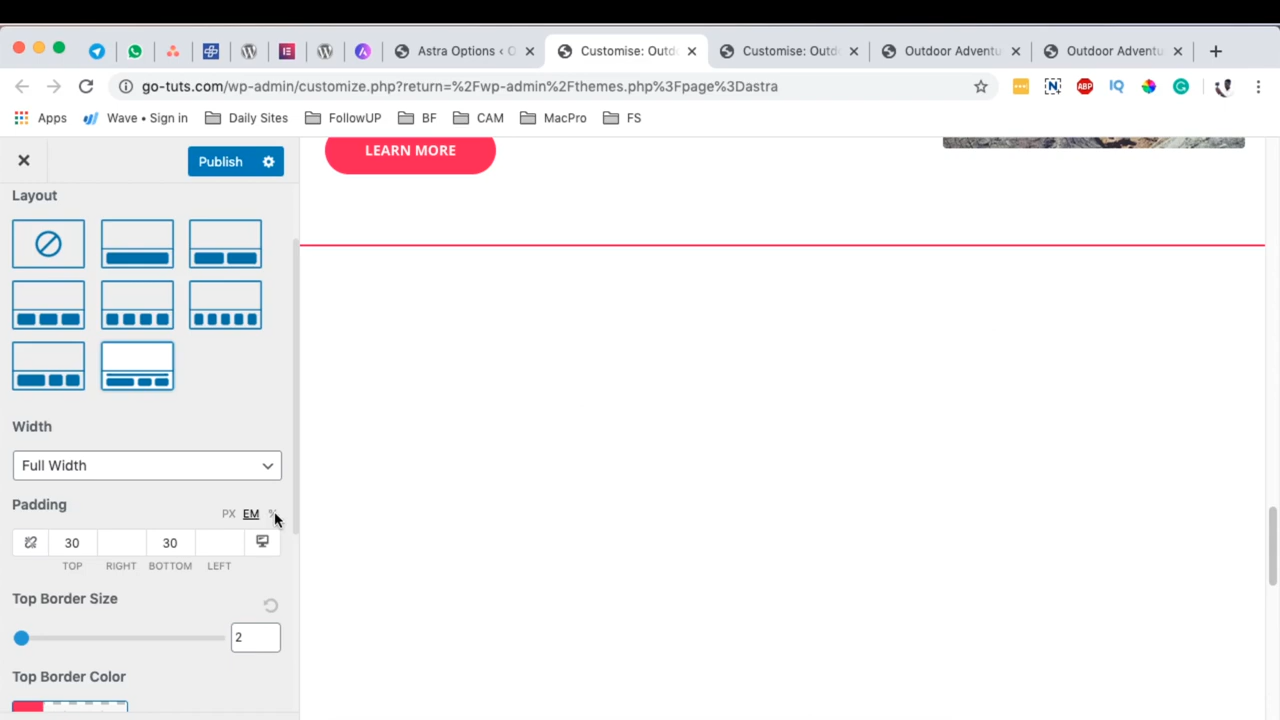 Astra Options ‹ O
Customise: Outd
Customise: Outd
Outdoor Adventu
Outdoor Adventu
go-tuts.com/wp-admin/customize.php?return=%2Fwp-admin%2Fthemes.php%3Fpage%3Dastra
ABP
IQ
Apps
Wave • Sign in
Daily Sites
FollowUP
BF
CAM
MacPro
FS
Publish
LEARN MORE
Layout
Width
Full Width
Padding
PX EM %
30 30
TOP RIGHT BOTTOM LEFT
Top Border Size
2
Top Border Color